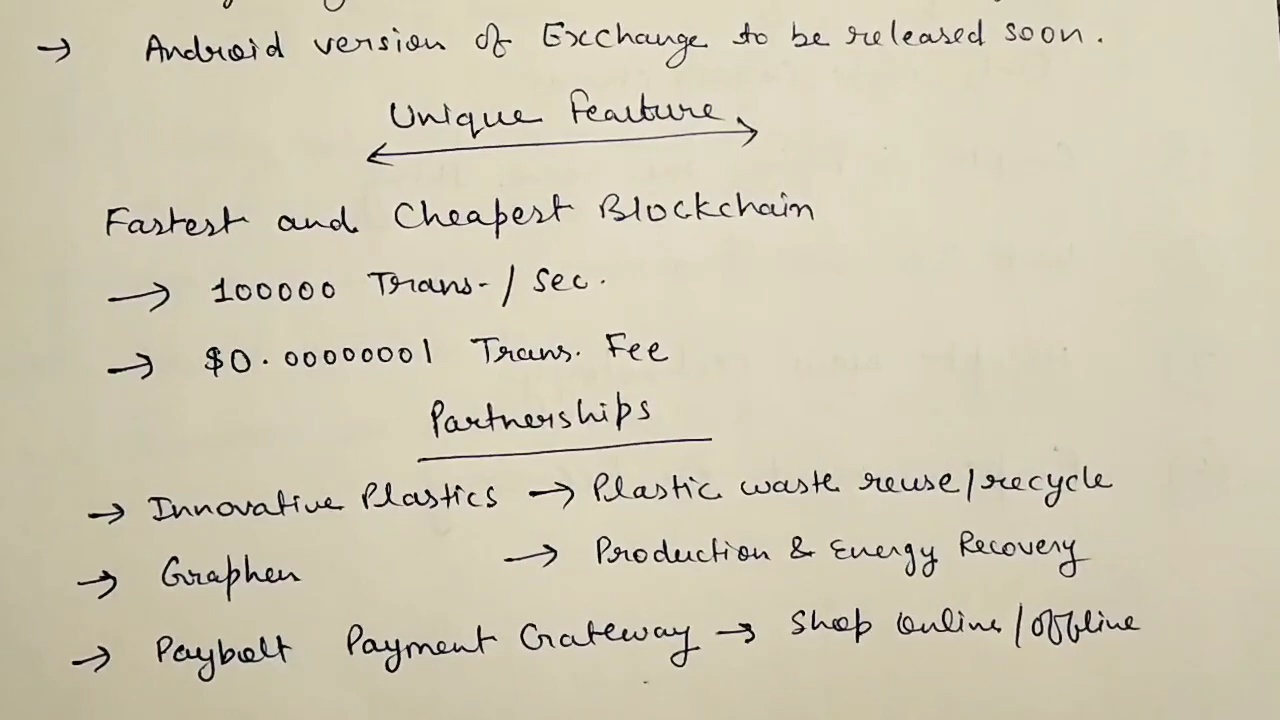 → Android version of Exchange to be released soon.
Unique Feature
Fastest and Cheapest Blockchain
→ 100000 Trans./Sec.
→ $0.00000001 Trans. Fee
Partnerships
→ Innovative Plastics → Plastic waste reuse/recycle
→ Graphen → Production & Energy Recovery
→ Paybolt Payment Gateway → Shop online/offline